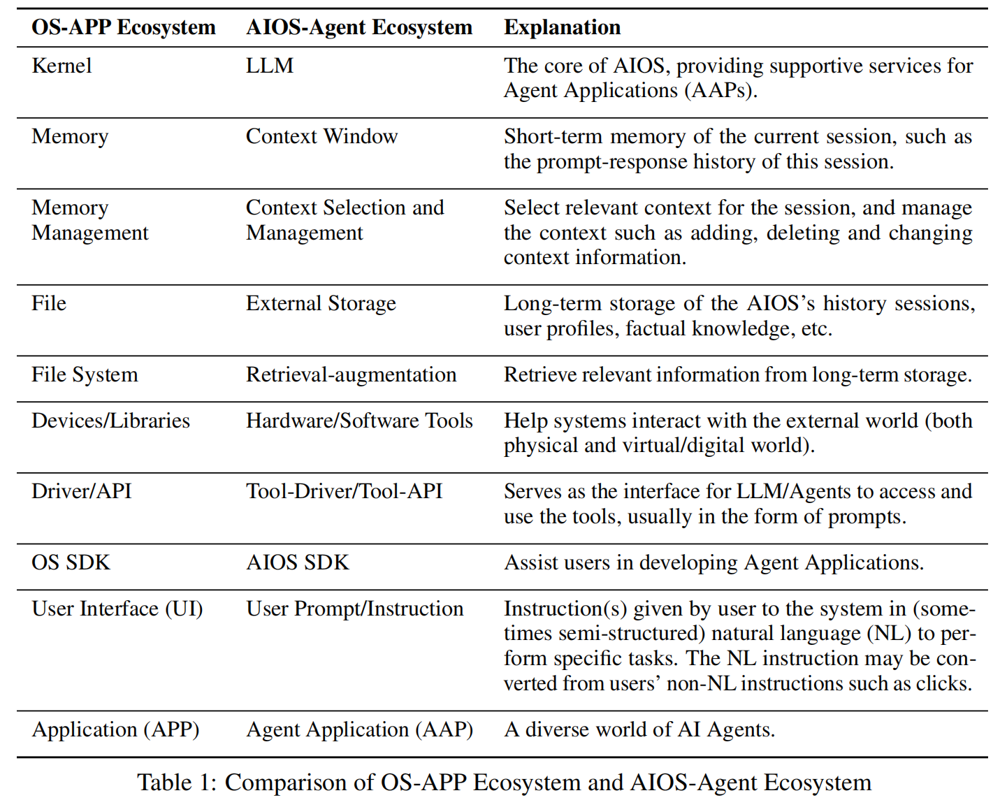 OS-APP Ecosystem AIOS-Agent Ecosystem Explanation
Kernel LLM The core of AIOS, providing supportive services for
Agent Applications (AAPs).
Memory Context Window Short-term memory of the current session, such as
the prompt-response history of this session.
Memory Context Selection and Select relevant context for the session, and manage
Management Management the context such as adding, deleting and changing
context information.
File External Storage Long-term storage of the AIOS's history sessions,
user profiles, factual knowledge, etc.
File System Retrieval-augmentation Retrieve relevant information from long-term storage.
Devices/Libraries Hardware/Software Tools Help systems interact with the external world (both
physical and virtual/digital world).
Driver/API Tool-Driver/Tool-API Serves as the interface for LLM/Agents to access and
use the tools, usually in the form of prompts.
OS SDK AIOS SDK Assist users in developing Agent Applications.
User Interface (UI) User Prompt/Instruction Instruction(s) given by user to the system in (some-
times semi-structured) natural language (NL) to per-
form specific tasks. The NL instruction may be con-
verted from users' non-NL instructions such as clicks.
Application (APP) Agent Application (AAP) A diverse world of AI Agents.
Table 1: Comparison of OS-APP Ecosystem and AIOS-Agent Ecosystem